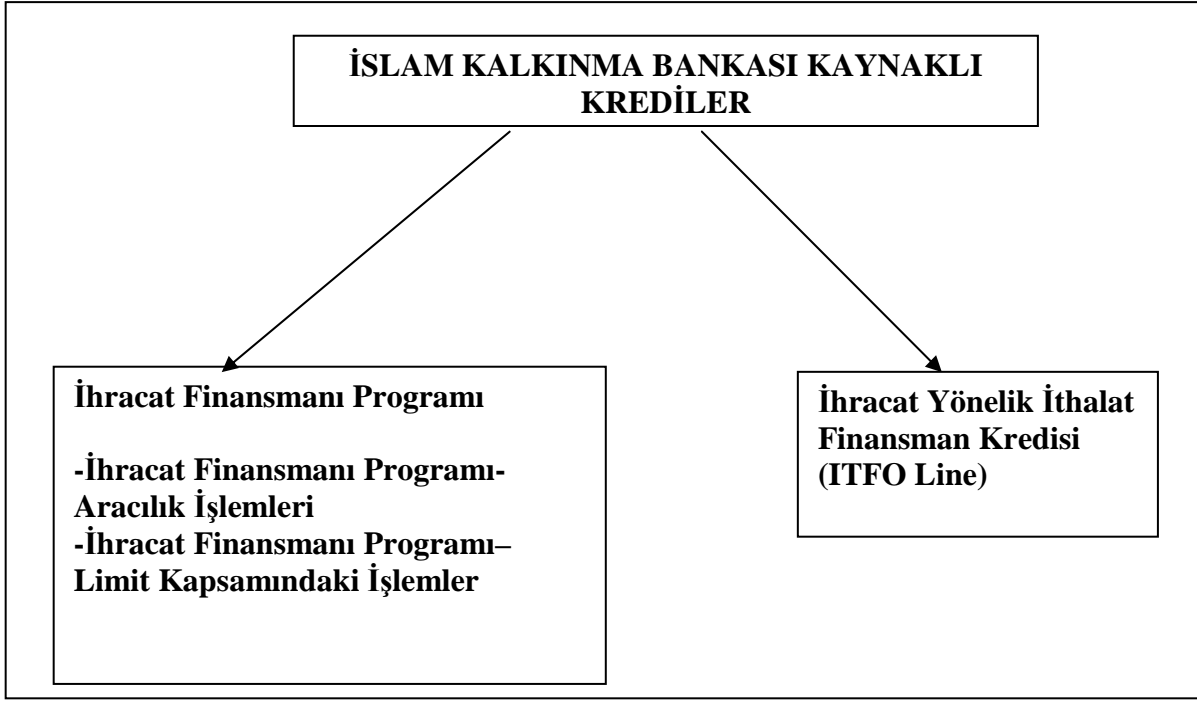 İSLAM KALKINMA BANKASI KAYNAKLI
KREDİLER
İhracat Finansmanı Programı
-İhracat Finansmanı Programı-
Aracılık İşlemleri
-İhracat Finansmanı Programı–
Limit Kapsamındaki İşlemler
İhracat Yönelik İthalat
Finansman Kredisi
(ITFO Line)